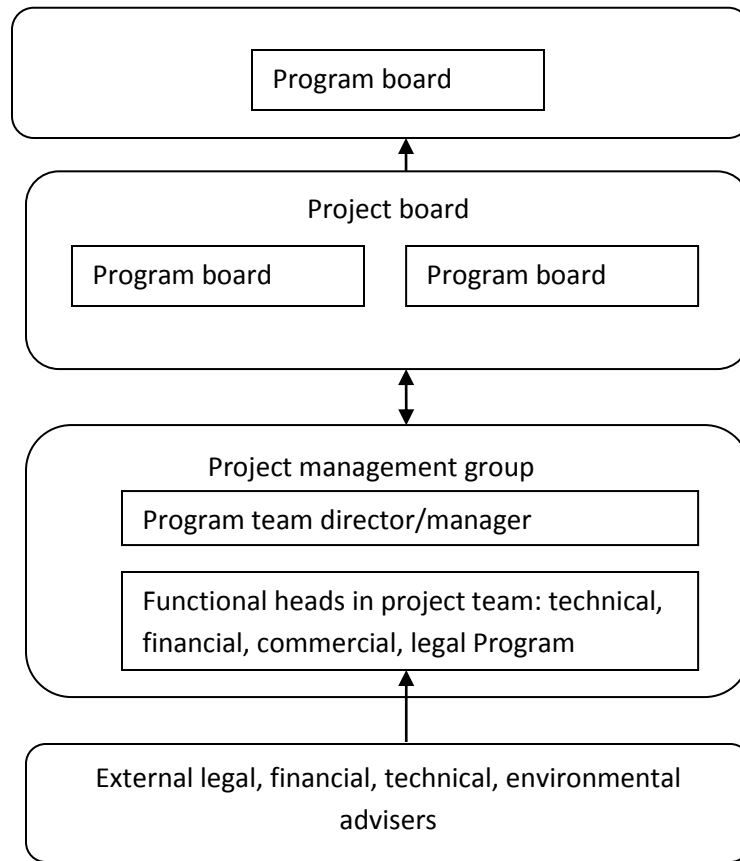 Program board
Project board
Program board
Program board
Project management group
Program team director/manager
Functional heads in project team: technical,
financial, commercial, legal Program
External legal, financial, technical, environmental
advisers